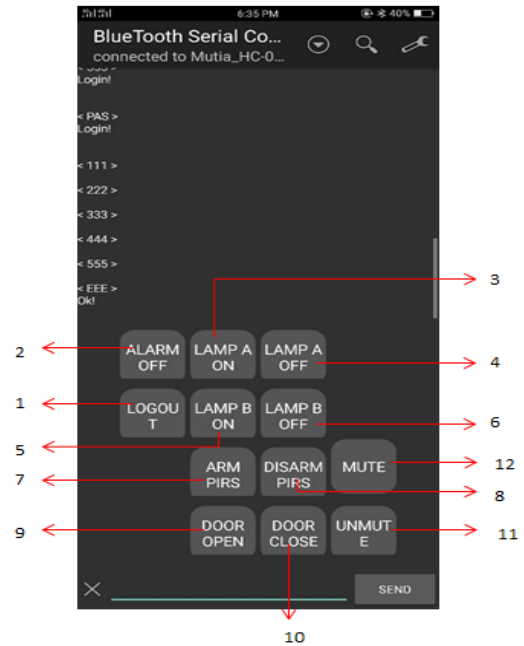 6:35 PM
40%
BlueTooth Serial Co...
connected to Mutia_HC-0...
Login!
< PAS >
Login!
< 111 >
< 222 >
< 333 >
< 444 >
< 555 >
< EEE >
Ok!
3
2
ALARM OFF
LAMP A ON
LAMP A OFF
4
1
LOGOU
T
LAMP B ON
LAMP B OFF
6
5
7
ARM PIRS
DISARM PIRS
MUTE
12
8
9
DOOR OPEN
DOOR CLOSE
UNMUT
E
11
SEND
10